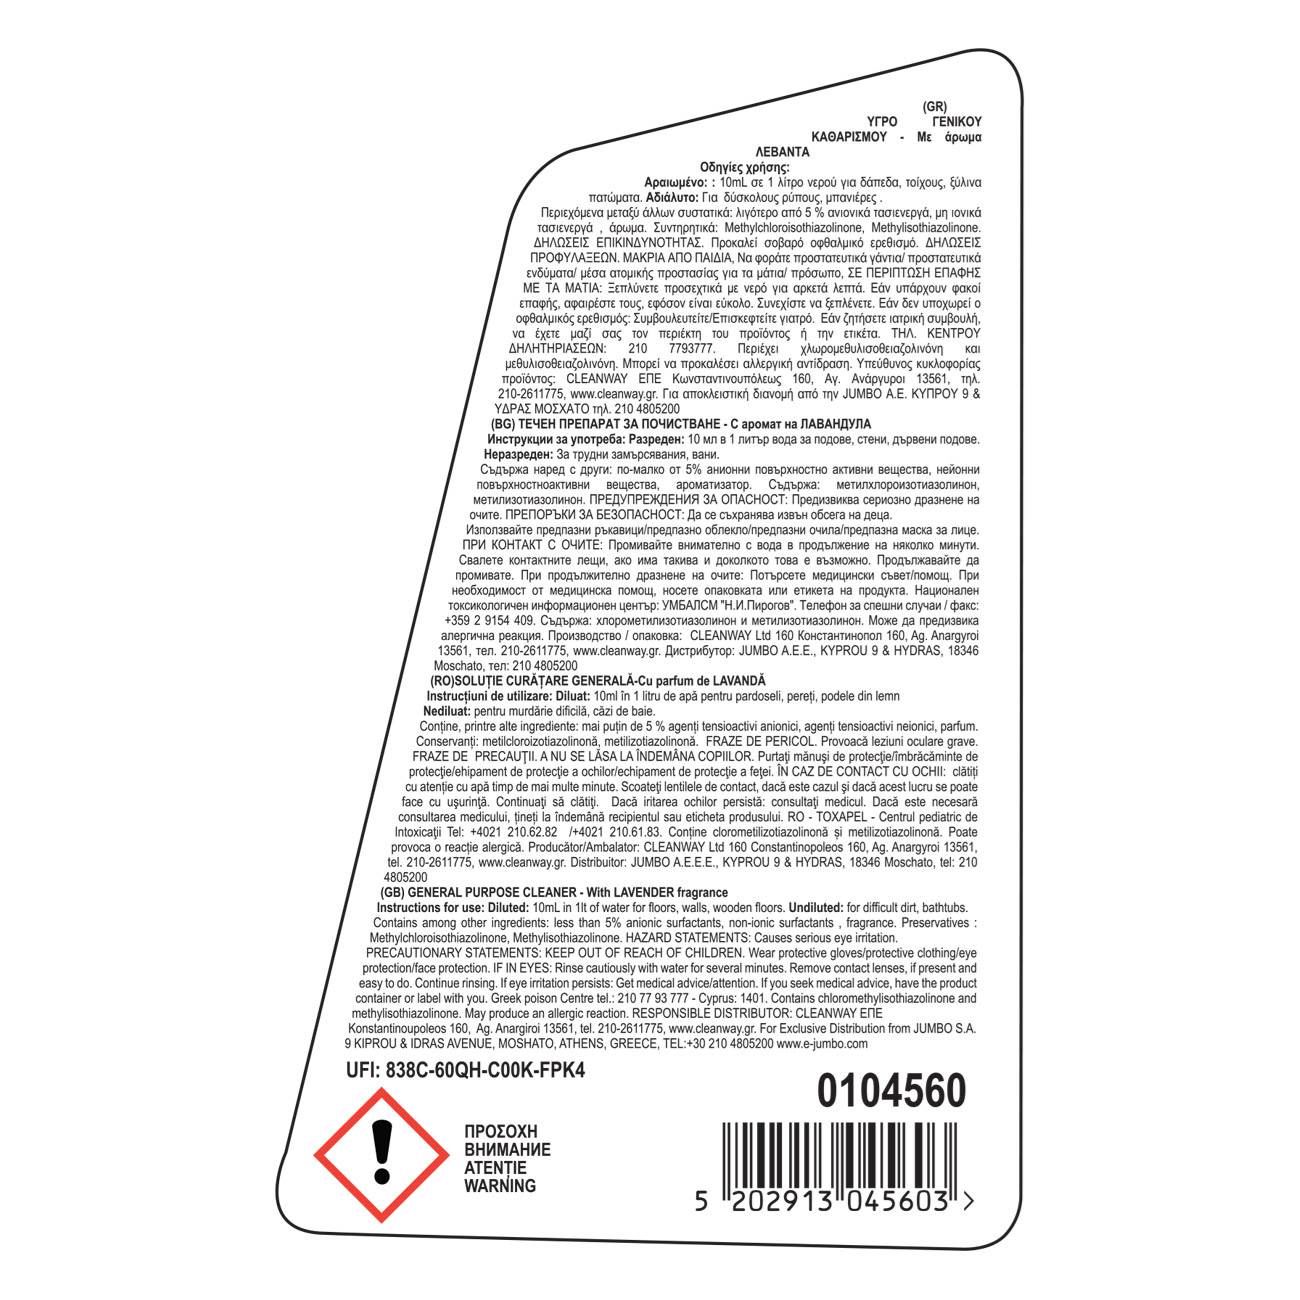 (GR)
ΥΓΡΟ ΓΕΝΙΚΟΥ
ΚΑΘΑΡΙΣΜΟΥ - Με άρωμα
ΛΕΒΑΝΤΑ
Οδηγίες χρήσης:
Αραιωμένο: : 10mL σε 1 λίτρο νερού για δάπεδα, τοίχους, ξύλινα
πατώματα. Αδιάλυτο: Για δύσκολους ρύπους, μπανιέρες .
Περιεχόμενα μεταξύ άλλων συστατικά: λιγότερο από 5 % ανιονικά τασιενεργά, μη ιονικά
τασιενεργά , άρωμα. Συντηρητικά: Methylchloroisothiazolinone, Methylisothiazolinone.
ΔΗΛΩΣΕΙΣ ΕΠΙΚΙΝΔΥΝΟΤΗΤΑΣ. Προκαλεί σοβαρό οφθαλμικό ερεθισμό. ΔΗΛΩΣΕΙΣ
ΠΡΟΦΥΛΑΞΕΩΝ. ΜΑΚΡΙΑ ΑΠΟ ΠΑΙΔΙΑ, Να φοράτε προστατευτικά γάντια/ προστατευτικά
ενδύματα/ μέσα ατομικής προστασίας για τα μάτια/ πρόσωπο, ΣΕ ΠΕΡΙΠΤΩΣΗ ΕΠΑΦΗΣ
ΜΕ ΤΑ ΜΑΤΙΑ: Ξεπλύνετε προσεχτικά με νερό για αρκετά λεπτά. Εάν υπάρχουν φακοί
επαφής, αφαιρέστε τους, εφόσον είναι εύκολο. Συνεχίστε να ξεπλένετε. Εάν δεν υποχωρεί ο
οφθαλμικός ερεθισμός: Συμβουλευτείτε/Επισκεφτείτε γιατρό. Εάν ζητήσετε ιατρική συμβουλή,
να έχετε μαζί σας τον περιέκτη του προϊόντος ή την ετικέτα. ΤΗΛ. ΚΕΝΤΡΟΥ
ΔΗΛΗΤΗΡΙΑΣΕΩΝ: 210 7793777. Περιέχει χλωρομεθυλισοθειαζολινόνη και
μεθυλισοθειαζολινόνη. Μπορεί να προκαλέσει αλλεργική αντίδραση. Υπεύθυνος κυκλοφορίας
προϊόντος: CLEANWAY ΕΠΕ Κωνσταντινουπόλεως 160, Αγ. Ανάργυροι 13561, τηλ.
210-2611775, www.cleanway.gr. Για αποκλειστική διανομή από την JUMBO A.E. ΚΥΠΡΟΥ 9 &
ΥΔΡΑΣ ΜΟΣΧΑΤΟ τηλ. 210 4805200
(BG) ТЕЧЕН ПРЕПАРАТ ЗА ПОЧИСТВАНЕ - С аромат на ЛАВАНДУЛА
Инструкции за употреба: Разреден: 10 мл в 1 литър вода за подове, стени, дървени подове.
Неразреден: За трудни замърсявания, вани.
Съдържа наред с други: по-малко от 5% анионни повърхностно активни вещества, нейонни
повърхностноактивни вещества, ароматизатор. Съдържа: метилхлороизотиазолинон,
метилизотиазолинон. ПРЕДУПРЕЖДЕНИЯ ЗА ОПАСНОСТ: Предизвиква сериозно дразнене на
очите. ПРЕПОРЪКИ ЗА БЕЗОПАСНОСТ: Да се съхранява извън обсега на деца.
Използвайте предпазни ръкавици/предпазно облекло/предпазни очила/предпазна маска за лице.
ПРИ КОНТАКТ С ОЧИТЕ: Промивайте внимателно с вода в продължение на няколко минути.
Свалете контактните лещи, ако има такива и доколкото това е възможно. Продължавайте да
промивате. При продължително дразнене на очите: Потърсете медицински съвет/помощ. При
необходимост от медицинска помощ, носете опаковката или етикета на продукта. Национален
токсикологичен информационен център: УМБАЛСМ "Н.И.Пирогов". Телефон за спешни случаи / факс:
+359 2 9154 409. Съдържа: хлорометилизотиазолинон и метилизотиазолинон. Може да предизвика
алергична реакция. Производство / опаковка: CLEANWAY Ltd 160 Константинопол 160, Ag. Anargyroi
13561, тел. 210-2611775, www.cleanway.gr. Дистрибутор: JUMBO A.E.E., KYPROU 9 & HYDRAS, 18346
Moschato, тел: 210 4805200
(RO)SOLUȚIE CURĂȚARE GENERALĂ-Cu parfum de LAVANDĂ
Instrucțiuni de utilizare: Diluat: 10ml în 1 litru de apă pentru pardoseli, pereți, podele din lemn
Nediluat: pentru murdărie dificilă, căzi de baie.
Conține, printre alte ingrediente: mai puțin de 5 % agenți tensioactivi anionici, agenți tensioactivi neionici, parfum.
Conservanți: metilcloroizotiazolinonă, metilizotiazolinonă. FRAZE DE PERICOL. Provoacă leziuni oculare grave.
FRAZE DE PRECAUŢII. A NU SE LĂSA LA ÎNDEMÂNA COPIILOR. Purtaţi mănuşi de protecţie/îmbrăcăminte de
protecţie/ehipament de protecţie a ochilor/echipament de protecţie a feţei. ÎN CAZ DE CONTACT CU OCHII: clătiți
cu atenție cu apă timp de mai multe minute. Scoateţi lentilele de contact, dacă este cazul şi dacă acest lucru se poate
face cu uşurinţă. Continuaţi să clătiţi. Dacă iritarea ochilor persistă: consultaţi medicul. Dacă este necesară
consultarea medicului, țineți la îndemână recipientul sau eticheta produsului. RO - TOXAPEL - Centrul pediatric de
Intoxicaţii Tel: +4021 210.62.82 /+4021 210.61.83. Conține clorometilizotiazolinonă și metilizotiazolinonă. Poate
provoca o reacție alergică. Producător/Ambalator: CLEANWAY Ltd 160 Constantinopoleos 160, Ag. Anargyroi 13561,
tel. 210-2611775, www.cleanway.gr. Distribuitor: JUMBO A.E.E.E., KYPROU 9 & HYDRAS, 18346 Moschato, tel: 210
4805200
(GB) GENERAL PURPOSE CLEANER - With LAVENDER fragrance
Instructions for use: Diluted: 10mL in 1lt of water for floors, walls, wooden floors. Undiluted: for difficult dirt, bathtubs.
Contains among other ingredients: less than 5% anionic surfactants, non-ionic surfactants , fragrance. Preservatives :
Methylchloroisothiazolinone, Methylisothiazolinone. HAZARD STATEMENTS: Causes serious eye irritation.
PRECAUTIONARY STATEMENTS: KEEP OUT OF REACH OF CHILDREN. Wear protective gloves/protective clothing/eye
protection/face protection. IF IN EYES: Rinse cautiously with water for several minutes. Remove contact lenses, if present and
easy to do. Continue rinsing. If eye irritation persists: Get medical advice/attention. If you seek medical advice, have the product
container or label with you. Greek poison Centre tel.: 210 77 93 777 - Cyprus: 1401. Contains chloromethylisothiazolinone and
methylisothiazolinone. May produce an allergic reaction. RESPONSIBLE DISTRIBUTOR: CLEANWAY ΕΠΕ
Konstantinoupoleos 160, Ag. Anargiroi 13561, tel. 210-2611775, www.cleanway.gr. For Exclusive Distribution from JUMBO S.A.
9 KIPROU & IDRAS AVENUE, MOSHATO, ATHENS, GREECE, TEL:+30 210 4805200 www.e-jumbo.com
UFI: 838C-60QH-C00K-FPK4
0104560
ΠΡΟΣΟΧΗ
ВНИМАНИЕ
ATENȚIE
WARNING
5 202913 045603 >